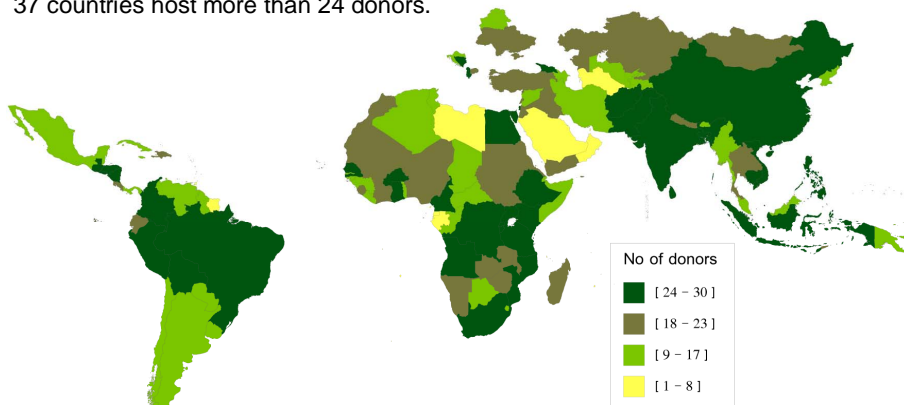 37 countries host more than 24 donors.
No of donors
[ 24 – 30 ]
[ 18 – 23 ]
[ 9 – 17 ]
[ 1 – 8 ]